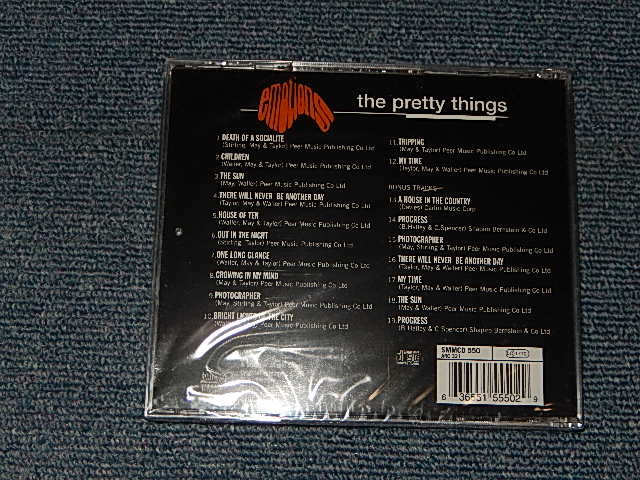 emotions
the pretty things
1. DEATH OF A SOCIALITE
(Stirling, May & Taylor) Peer Music Publishing Co Ltd
2. CHILDREN
(Waller, May & Taylor) Peer Music Publishing Co Ltd
3. THE SUN
(May, Waller) Peer Music Publishing Co Ltd
4. THERE WILL NEVER BE ANOTHER DAY
(Taylor, May & Waller) Peer Music Publishing Co Ltd
5. HOUSE OF TEN
(Waller, May & Taylor) Peer Music Publishing Co Ltd
6. OUT IN THE NIGHT
(Stirling, Taylor) Peer Music Publishing Co Ltd
7. ONE LONG GLANCE
(Waller, May & Taylor) Peer Music Publishing Co Ltd
8. GROWING IN MY MIND
(Waller, May & Taylor) Peer Music Publishing Co Ltd
9. PHOTOGRAPHER
(May, Stirling & Taylor) Peer Music Publishing Co Ltd
10. BRIGHT LIGHTS OF THE CITY
Peer Music Publishing Co Ltd
11. TRIPPING
(May & Taylor) Peer Music Publishing Co Ltd
12. MY TIME
(Taylor, May & Waller) Peer Music Publishing Co Ltd
BONUS TRACKS
13. A HOUSE IN THE COUNTRY
(Davies) Carlin Music Corp
14. PROGRESS
(B.Halley & C.Spencer) Shapiro Bernstein & Co Ltd
15. PHOTOGRAPHER
(May, Stirling & Taylor) Peer Music Publishing Co Ltd
16. THERE WILL NEVER BE ANOTHER DAY
(Taylor, May & Waller) Peer Music Publishing Co Ltd
17. MY TIME
(Taylor, May & Waller) Peer Music Publishing Co Ltd
18. THE SUN
(May & Waller) Peer Music Publishing Co Ltd
19. PROGRESS
(B Halley & C Spencer) Shapiro Bernstein & Co Ltd
SMMCD 550
6 36551 55502 9